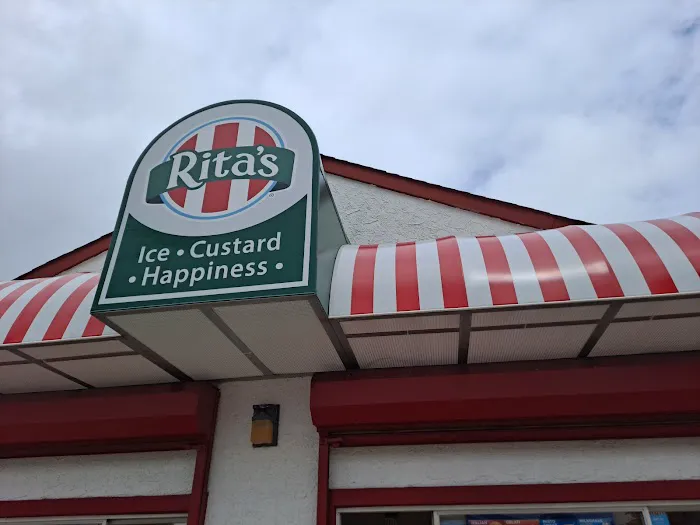 Rita's
Ice • Custard
• Happiness •